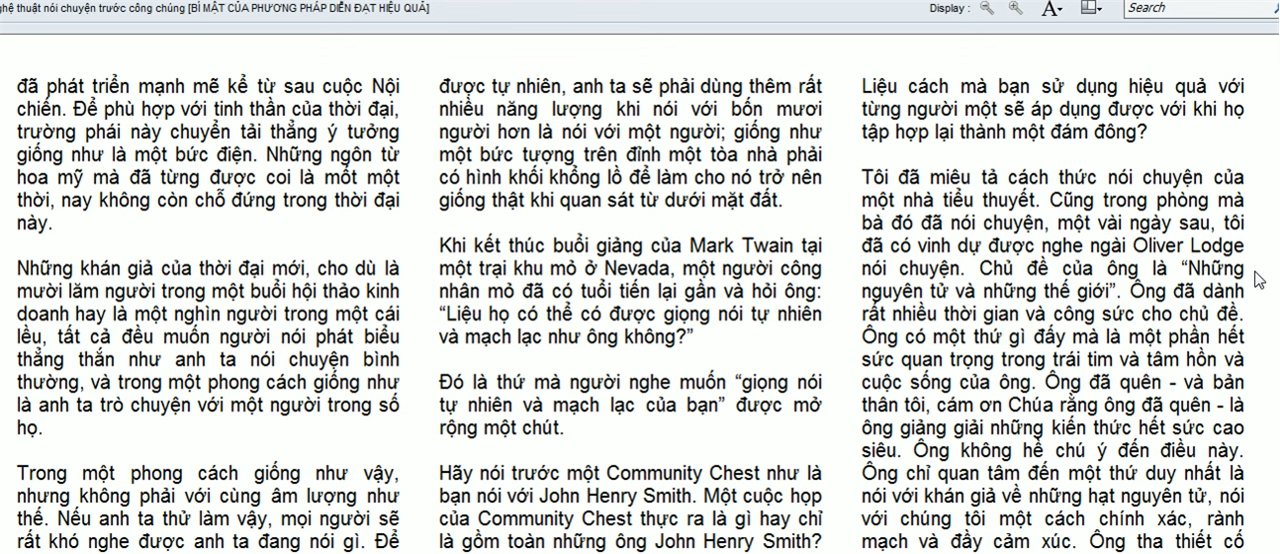 hệ thuật nói chuyện trước công chúng [BÍ MẬT CỦA PHƯƠNG PHÁP DIỄN ĐẠT HIỆU QUẢ]
Display :
A
Search
đã phát triển mạnh mẽ kể từ sau cuộc Nội
chiến. Để phù hợp với tinh thần của thời đại,
trường phái này chuyển tải thẳng ý tưởng
giống như là một bức điện. Những ngôn từ
hoa mỹ mà đã từng được coi là mốt một
thời, nay không còn chỗ đứng trong thời đại
này.
Những khán giả của thời đại mới, cho dù là
mười lăm người trong một buổi hội thảo kinh
doanh hay là một nghìn người trong một cái
lều, tất cả đều muốn người nói phát biểu
thẳng thắn như anh ta nói chuyện bình
thường, và trong một phong cách giống như
là anh ta trò chuyện với một người trong số
họ.
Trong một phong cách giống như vậy,
nhưng không phải với cùng âm lượng như
thế. Nếu anh ta thử làm vậy, mọi người sẽ
rất khó nghe được anh ta đang nói gì. Để
được tự nhiên, anh ta sẽ phải dùng thêm rất
nhiều năng lượng khi nói với bốn mươi
người hơn là nói với một người; giống như
một bức tượng trên đỉnh một tòa nhà phải
có hình khối khổng lồ để làm cho nó trở nên
giống thật khi quan sát từ dưới mặt đất.
Khi kết thúc buổi giảng của Mark Twain tại
một trại khu mỏ ở Nevada, một người công
nhân mỏ đã có tuổi tiến lại gần và hỏi ông:
“Liệu họ có thể có được giọng nói tự nhiên
và mạch lạc như ông không?”
Đó là thứ mà người nghe muốn “giọng nói
tự nhiên và mạch lạc của bạn” được mở
rộng một chút.
Hãy nói trước một Community Chest như là
bạn nói với John Henry Smith. Một cuộc họp
của Community Chest thực ra là gì hay chỉ
là gồm toàn những ông John Henry Smith?
Liệu cách mà bạn sử dụng hiệu quả với
từng người một sẽ áp dụng được với khi họ
tập hợp lại thành một đám đông?
Tôi đã miêu tả cách thức nói chuyện của
một nhà tiểu thuyết. Cũng trong phòng mà
bà đó đã nói chuyện, một vài ngày sau, tôi
đã có vinh dự được nghe ngài Oliver Lodge
nói chuyện. Chủ đề của ông là “Những
nguyên tử và những thế giới”. Ông đã dành
rất nhiều thời gian và công sức cho chủ đề.
Ông có một thứ gì đấy mà là một phần hết
sức quan trọng trong trái tim và tâm hồn và
cuộc sống của ông. Ông đã quên - và bản
thân tôi, cám ơn Chúa rằng ông đã quên - là
ông giảng giải những kiến thức hết sức cao
siêu. Ông không hề chú ý đến điều này.
Ông chỉ quan tâm đến một thứ duy nhất là
nói với khán giả về những hạt nguyên tử, nói
với chúng tôi một cách chính xác, rành
mạch và đầy cảm xúc. Ông tha thiết cố